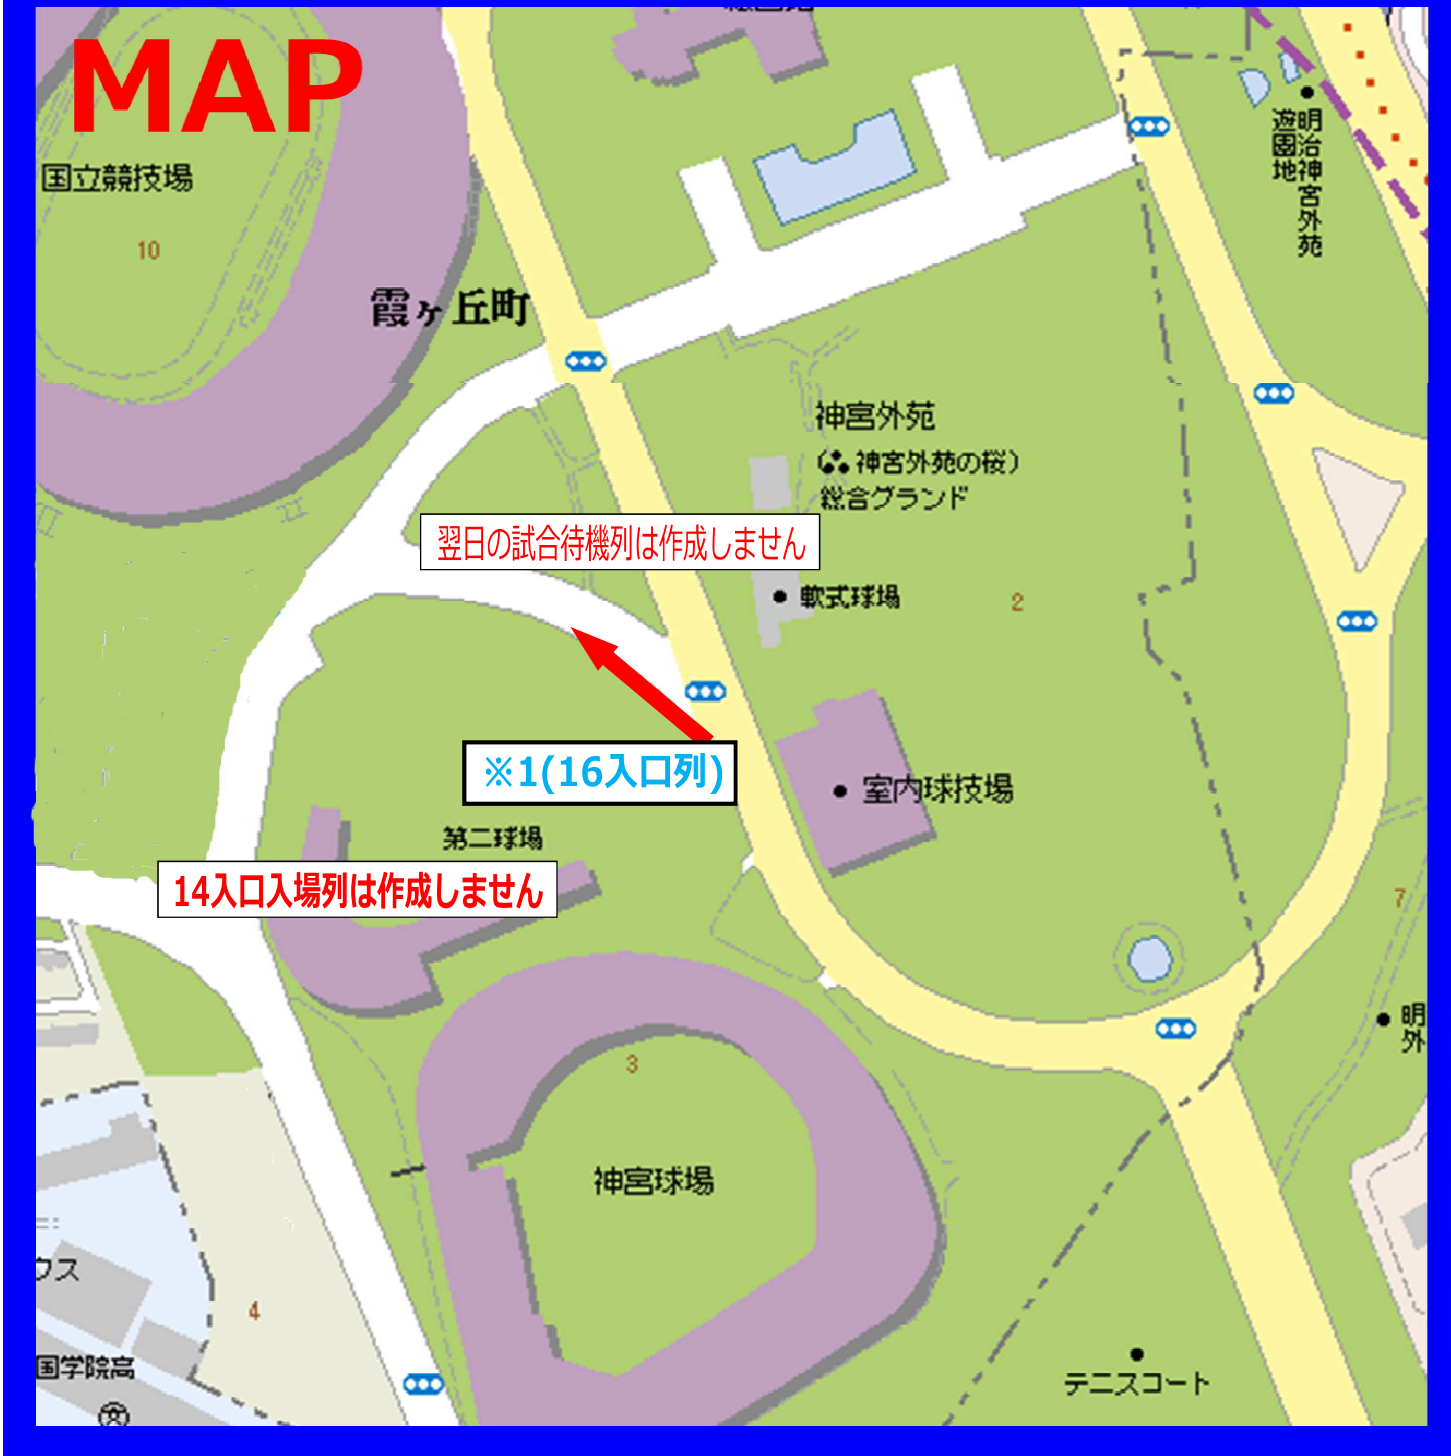 MAP
国立競技場
10
霞ヶ丘町
明治神宮外苑
遊園地
神宮外苑
(神宮外苑の桜)
総合グランド
翌日の試合待機列は作成しません
軟式球場
2
※1(16入口列)
室内球技場
第二球場
14入口入場列は作成しません
7
明
外
3
神宮球場
ウス
4
国学院高
テニスコート